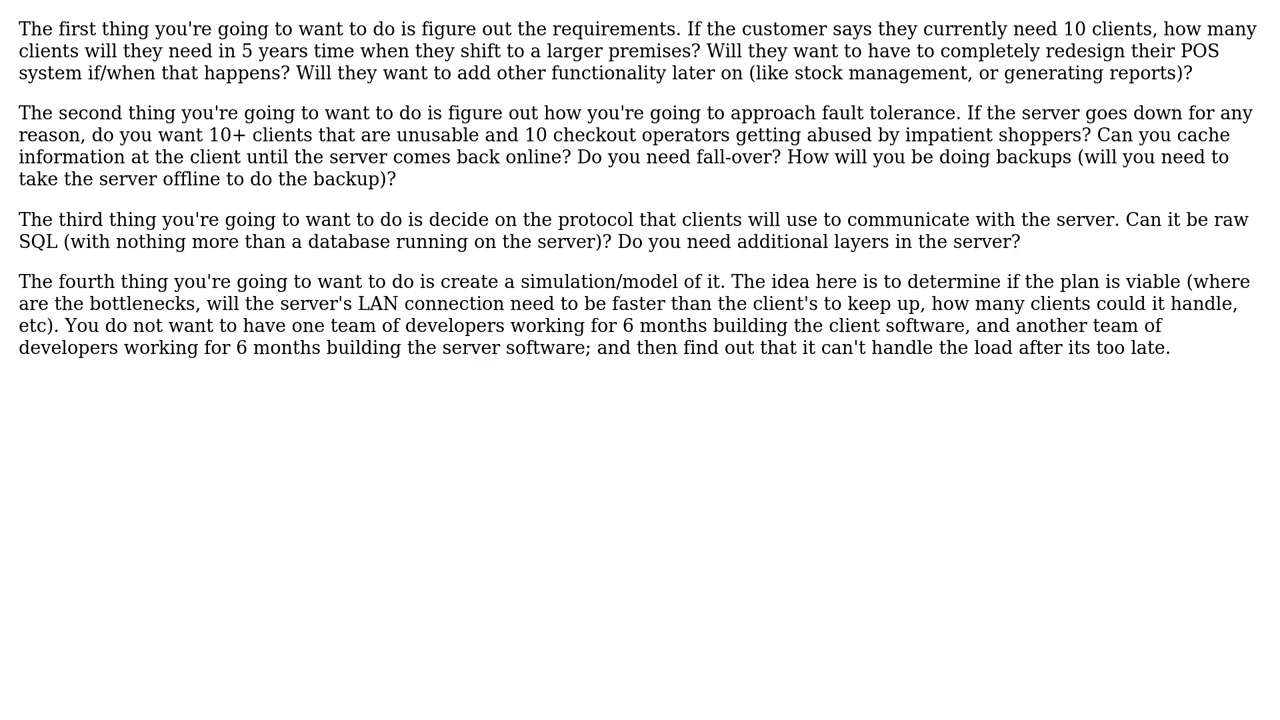 The first thing you're going to want to do is figure out the requirements. If the customer says they currently need 10 clients, how many
clients will they need in 5 years time when they shift to a larger premises? Will they want to have to completely redesign their POS
system if/when that happens? Will they want to add other functionality later on (like stock management, or generating reports)?
The second thing you're going to want to do is figure out how you're going to approach fault tolerance. If the server goes down for any
reason, do you want 10+ clients that are unusable and 10 checkout operators getting abused by impatient shoppers? Can you cache
information at the client until the server comes back online? Do you need fall-over? How will you be doing backups (will you need to
take the server offline to do the backup)?
The third thing you're going to want to do is decide on the protocol that clients will use to communicate with the server. Can it be raw
SQL (with nothing more than a database running on the server)? Do you need additional layers in the server?
The fourth thing you're going to want to do is create a simulation/model of it. The idea here is to determine if the plan is viable (where
are the bottlenecks, will the server's LAN connection need to be faster than the client's to keep up, how many clients could it handle,
etc). You do not want to have one team of developers working for 6 months building the client software, and another team of
developers working for 6 months building the server software; and then find out that it can't handle the load after its too late.